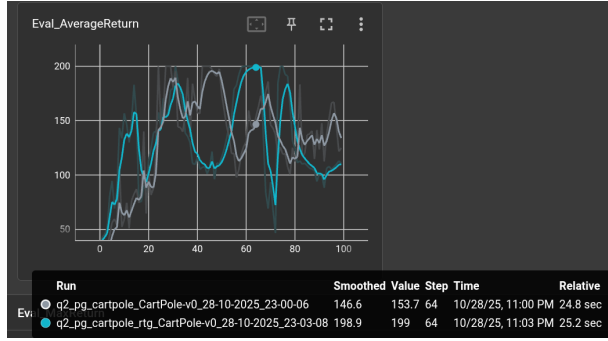 Eval_AverageReturn
200
150
100
50
0 20 40 60 80 100
Run Smoothed Value Step Time Relative
q2_pg_cartpole_CartPole-v0_28-10-2025_23-00-06 146.6 153.7 64 10/28/25, 11:00 PM 24.8 sec
Eval_MaxReturn
q2_pg_cartpole_rtg_CartPole-v0_28-10-2025_23-03-08 198.9 199 64 10/28/25, 11:03 PM 25.2 sec